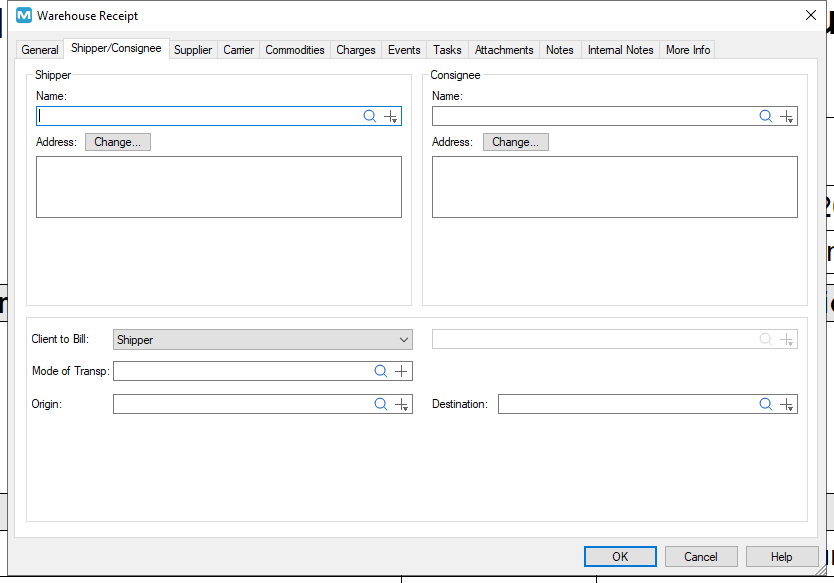 Warehouse Receipt
General Shipper/Consignee Supplier Carrier Commodities Charges Events Tasks Attachments Notes Internal Notes More Info
Shipper
Name:
Address: Change...
Consignee
Name:
Address: Change...
Client to Bill: Shipper
Mode of Transp:
Origin:
Destination:
OK Cancel Help